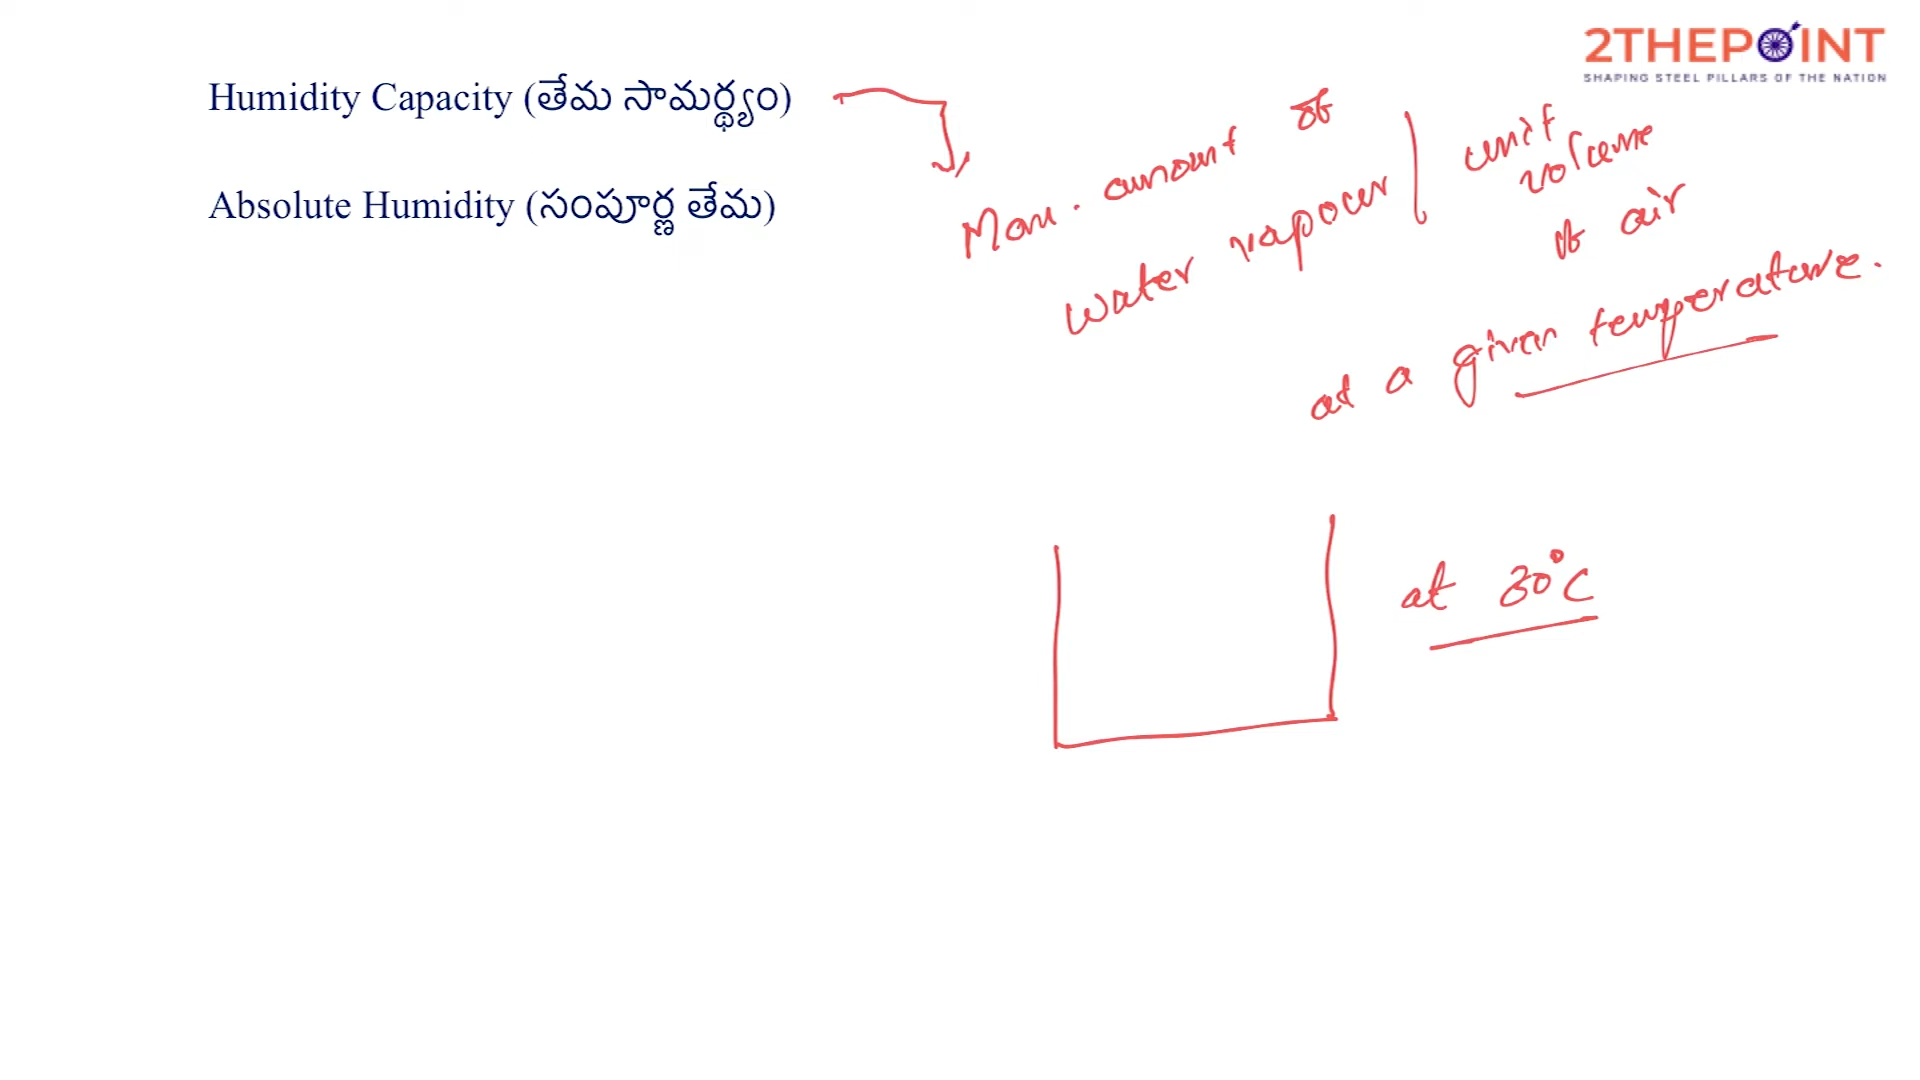 2THEPOINT
SHAPING STEEL PILLARS OF THE NATION
Humidity Capacity (తేమ సామర్థ్యం)
Absolute Humidity (సంపూర్ణ తేమ)
Max. amount of
water vapour | unit
volume
of air
at a given temperature.
at 30°C